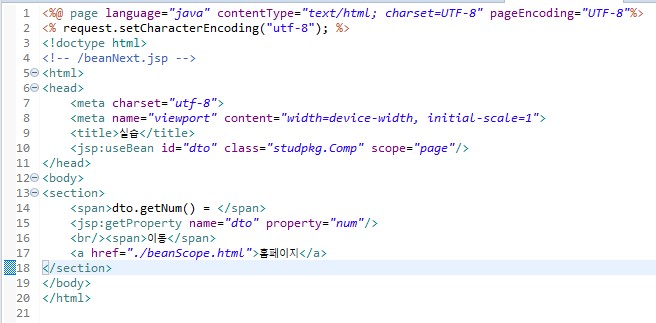 1 <%@ page language="java" contentType="text/html; charset=UTF-8" pageEncoding="UTF-8"%>
2 <% request.setCharacterEncoding("utf-8"); %>
3 <!doctype html>
4 <!-- /beanNext.jsp -->
5 <html>
6 <head>
7 <meta charset="utf-8">
8 <meta name="viewport" content="width=device-width, initial-scale=1">
9 <title>실습</title>
10 <jsp:useBean id="dto" class="studpkg.Comp" scope="page"/>
11 </head>
12 <body>
13 <section>
14 <span>dto.getNum() = </span>
15 <jsp:getProperty name="dto" property="num"/>
16 <br/><span>이동</span>
17 <a href="./beanScope.html">홈페이지</a>
18 </section>
19 </body>
20 </html>
21